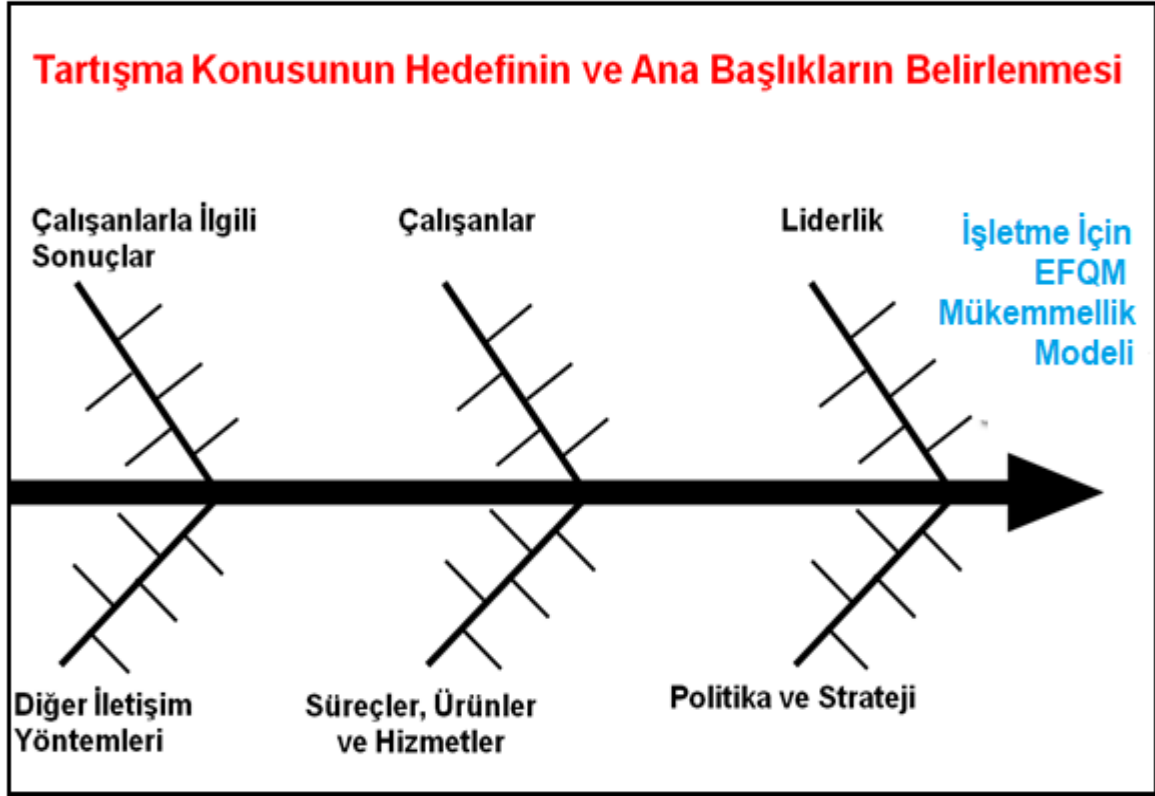 Tartışma Konusunun Hedefinin ve Ana Başlıkların Belirlenmesi
Çalışanlarla İlgili
Sonuçlar
Çalışanlar
Liderlik
İşletme İçin
EFQM
Mükemmellik
Modeli
Diğer İletişim
Yöntemleri
Süreçler, Ürünler
ve Hizmetler
Politika ve Strateji